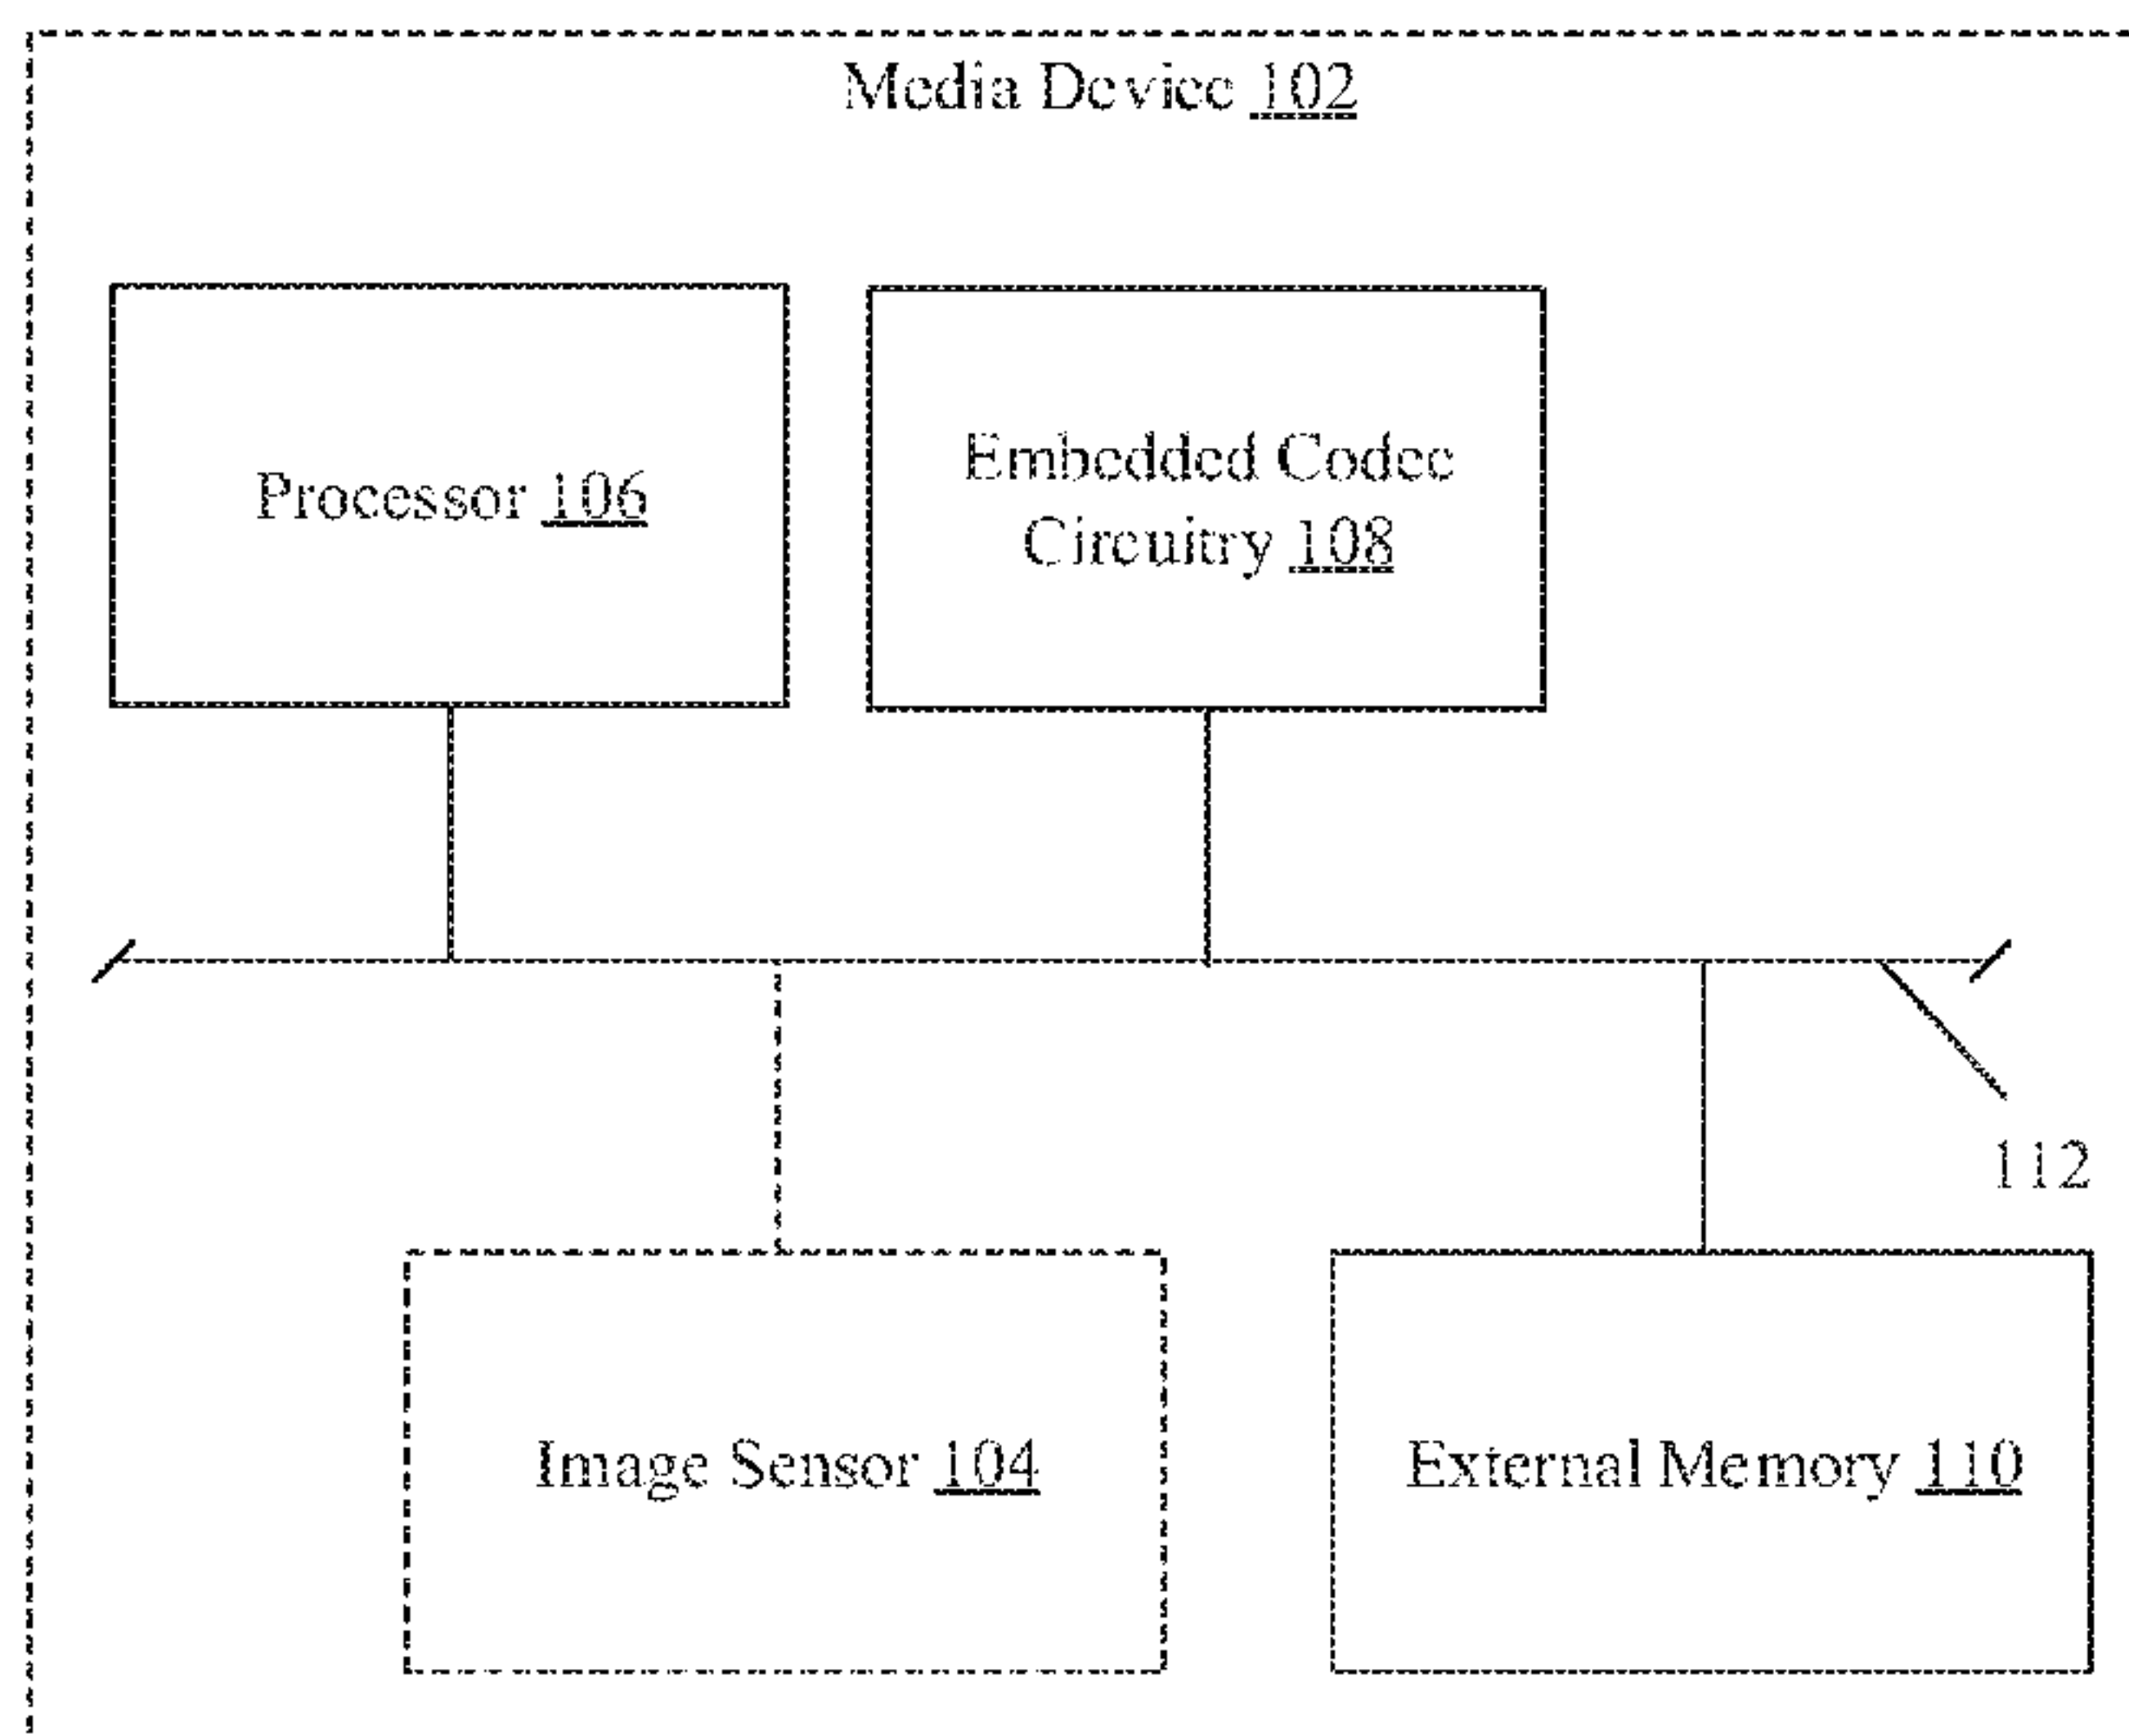 Media Device 102
Processor 106
Embedded Codec
Circuitry 108
112
Image Sensor 104
External Memory 110